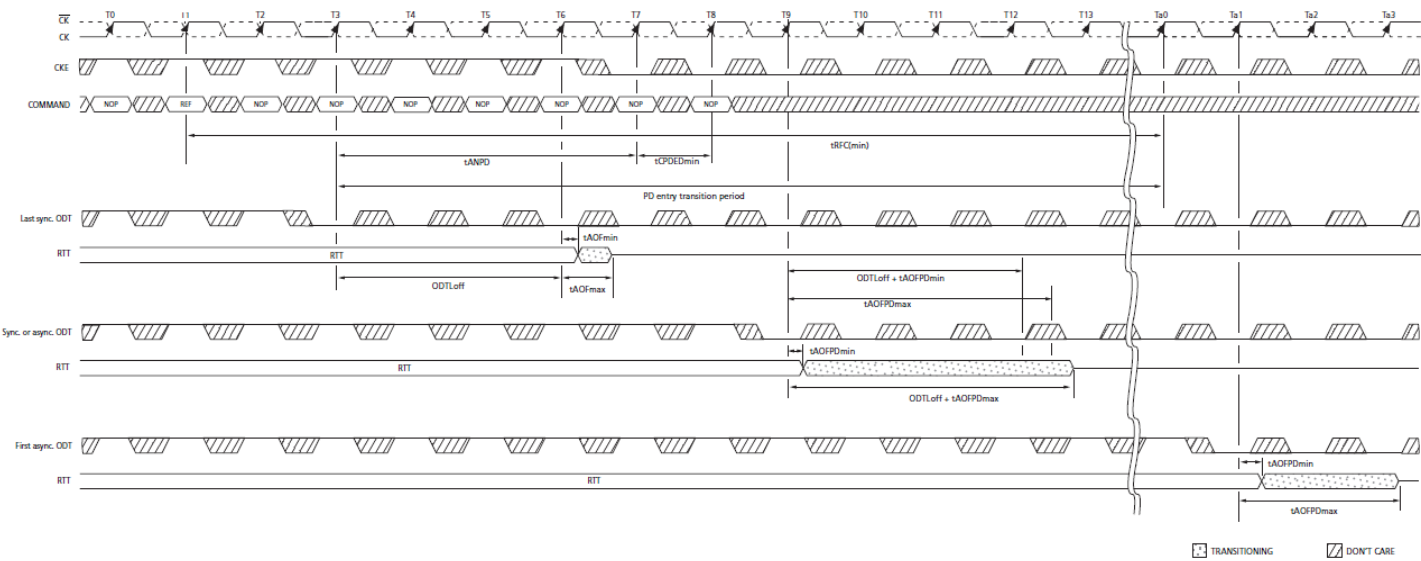 CK T0 T1 T2 T3 T4 T5 T6 T7 T8 T9 T10 T11 T12 T13 Ta0 Ta1 Ta2 Ta3
CK
CKE
COMMAND NOP REF NOP NOP NOP NOP NOP NOP NOP
tRFC(min)
tANPD tCPDEDmin
PD entry transition period
Last sync. ODT
tAOFmin
RTT RTT
ODTLoff tAOFmax ODTLoff + tAOFPDmin
tAOFPDmax
Sync. or async. ODT
tAOFPDmin
RTT RTT
ODTLoff + tAOFPDmax
First async. ODT
tAOFPDmin
RTT RTT
tAOFPDmax
TRANSITIONING DON'T CARE